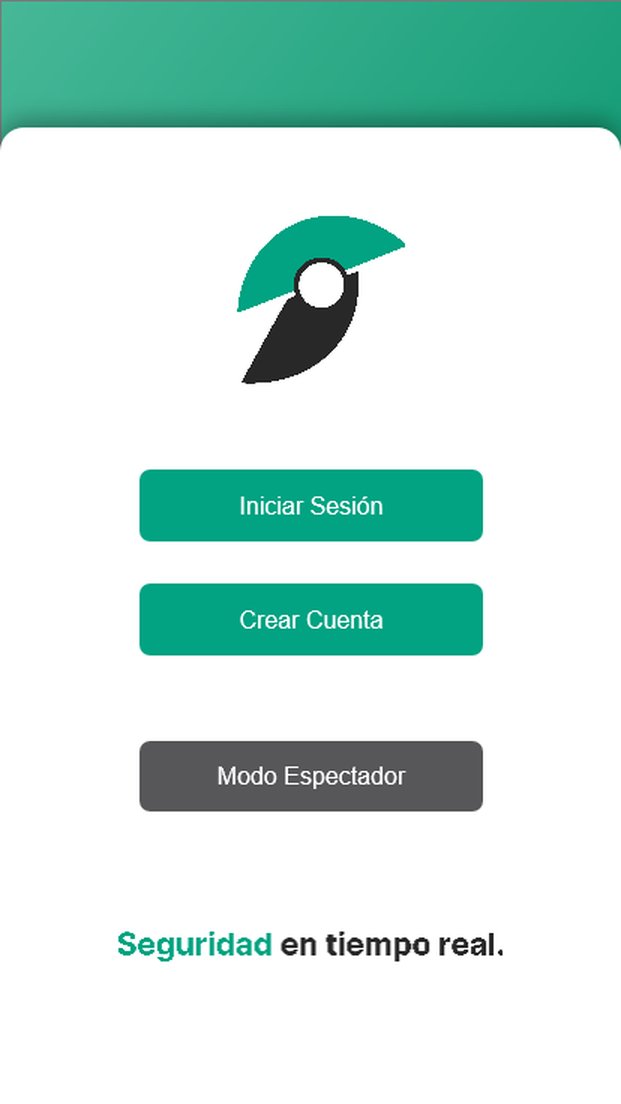 Iniciar Sesión
Crear Cuenta
Modo Espectador
Seguridad en tiempo real.